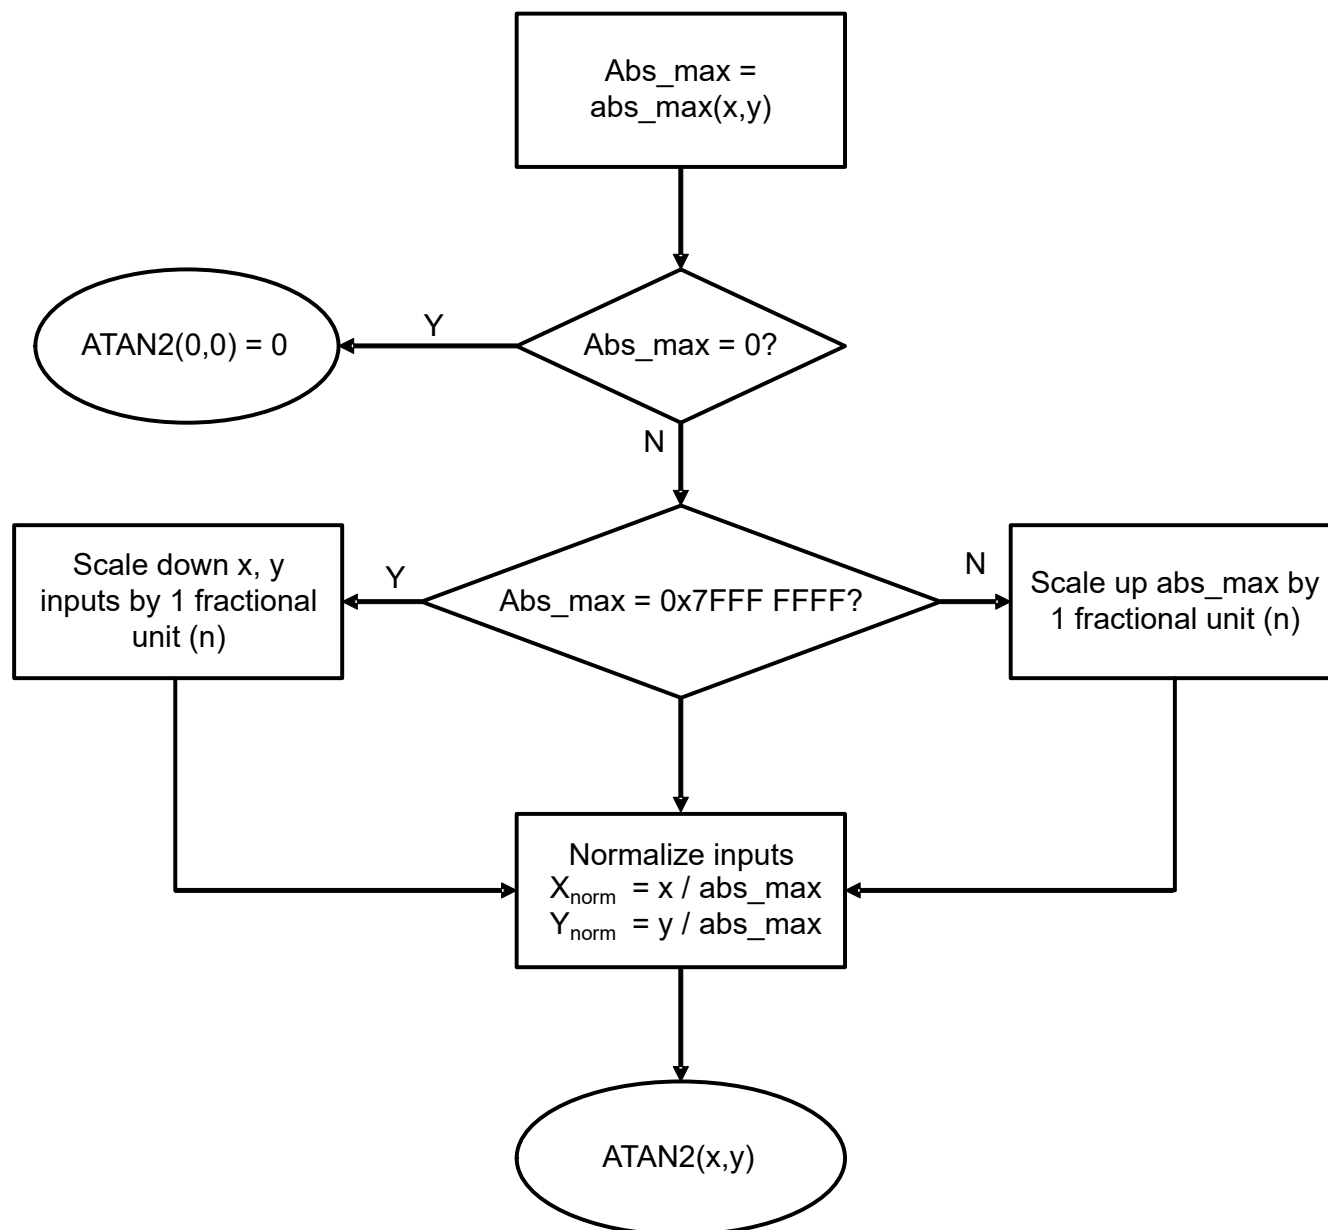 Abs_max =
abs_max(x,y)
ATAN2(0,0) = 0
Y
Abs_max = 0?
N
Scale down x, y
inputs by 1 fractional
unit (n)
Y
Abs_max = 0x7FFF FFFF?
N
Scale up abs_max by
1 fractional unit (n)
Normalize inputs
Xnorm = x / abs_max
Ynorm = y / abs_max
ATAN2(x,y)